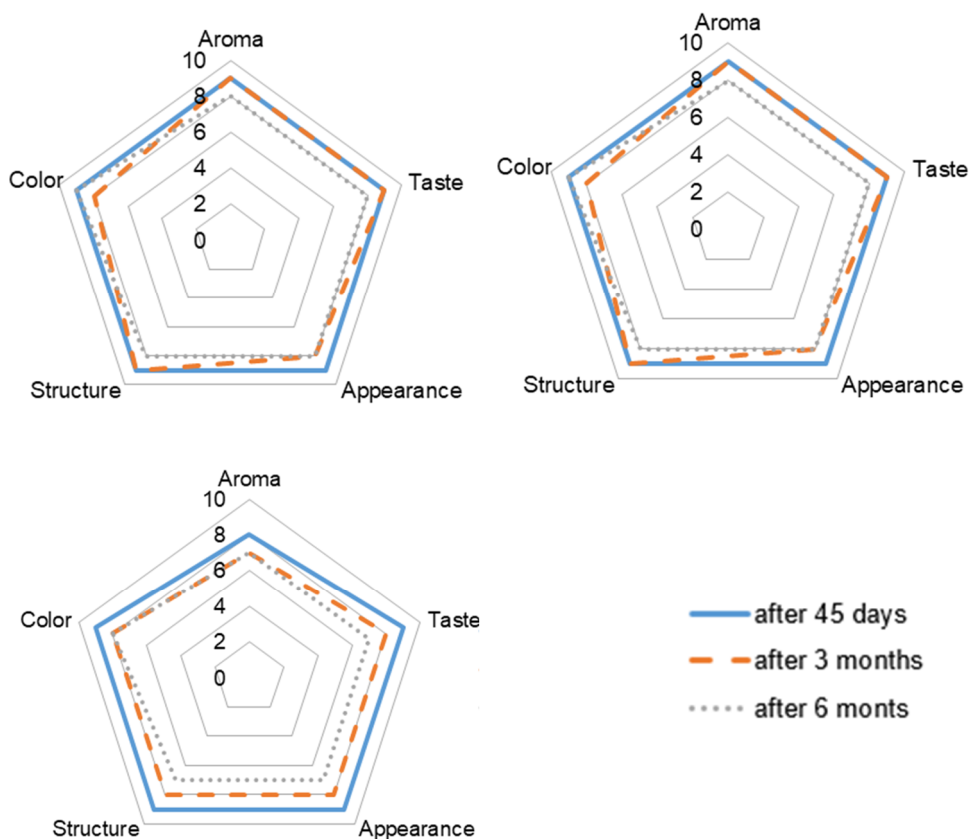 Aroma
10
8
6
4
2
0
Color
Taste
Structure
Appearance
Aroma
10
8
6
4
2
0
Color
Taste
Structure
Appearance
Aroma
10
8
6
4
2
0
Color
Taste
Structure
Appearance
after 45 days
after 3 months
after 6 monts